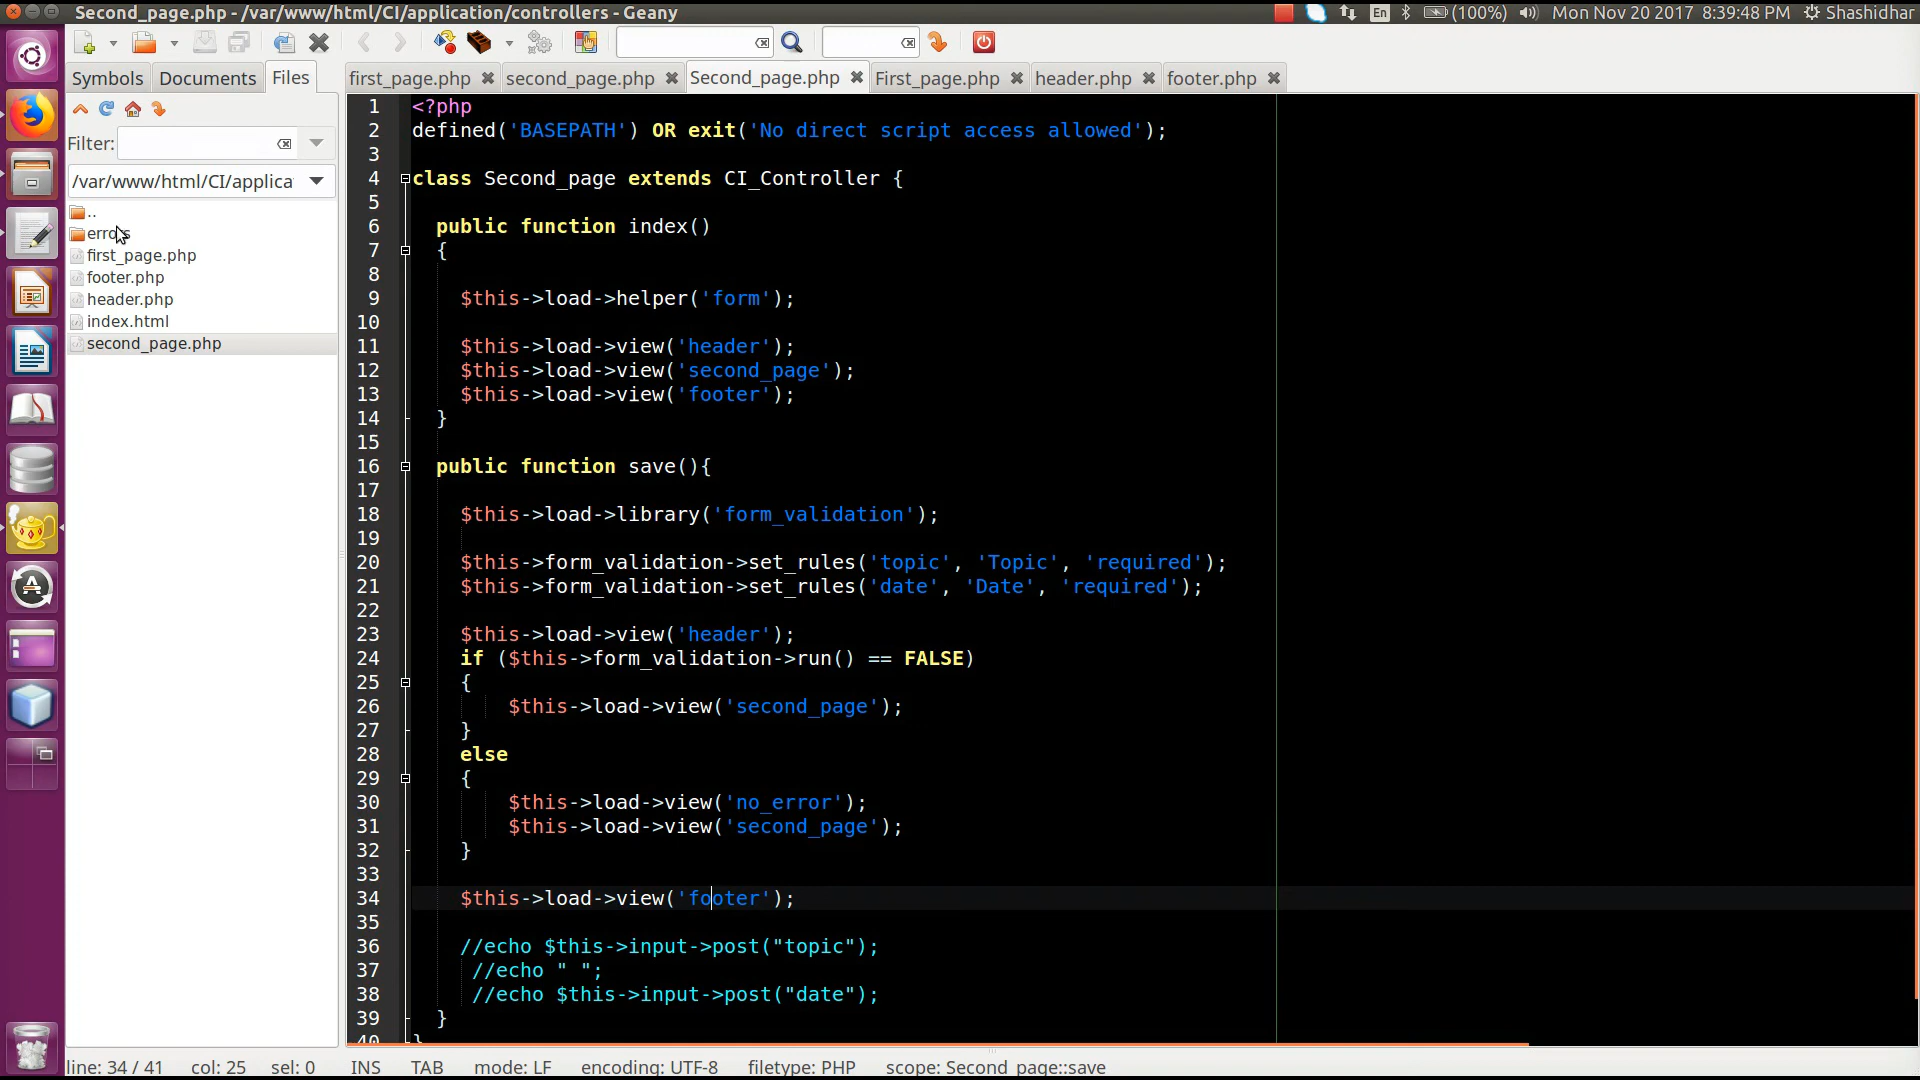 Second_page.php - /var/www/html/CI/application/controllers - Geany
En
(100%)
Mon Nov 20 2017 8:39:48 PM
Shashidhar
Symbols
Documents
Files
first_page.php
second_page.php
Second_page.php
First_page.php
header.php
footer.php
Filter:
/var/www/html/CI/applica
..
errors
first_page.php
footer.php
header.php
index.html
second_page.php
1 <?php
2 defined('BASEPATH') OR exit('No direct script access allowed');
3
4 class Second_page extends CI_Controller {
5
6 public function index()
7 {
8
9 $this->load->helper('form');
10
11 $this->load->view('header');
12 $this->load->view('second_page');
13 $this->load->view('footer');
14 }
15
16 public function save(){
17
18 $this->load->library('form_validation');
19
20 $this->form_validation->set_rules('topic', 'Topic', 'required');
21 $this->form_validation->set_rules('date', 'Date', 'required');
22
23 $this->load->view('header');
24 if ($this->form_validation->run() == FALSE)
25 {
26 $this->load->view('second_page');
27 }
28 else
29 {
30 $this->load->view('no_error');
31 $this->load->view('second_page');
32 }
33
34 $this->load->view('footer');
35
36 //echo $this->input->post("topic");
37 //echo " ";
38 //echo $this->input->post("date");
39 }
40 }
line: 34 / 41 col: 25 sel: 0 INS TAB mode: LF encoding: UTF-8 filetype: PHP scope: Second_page::save